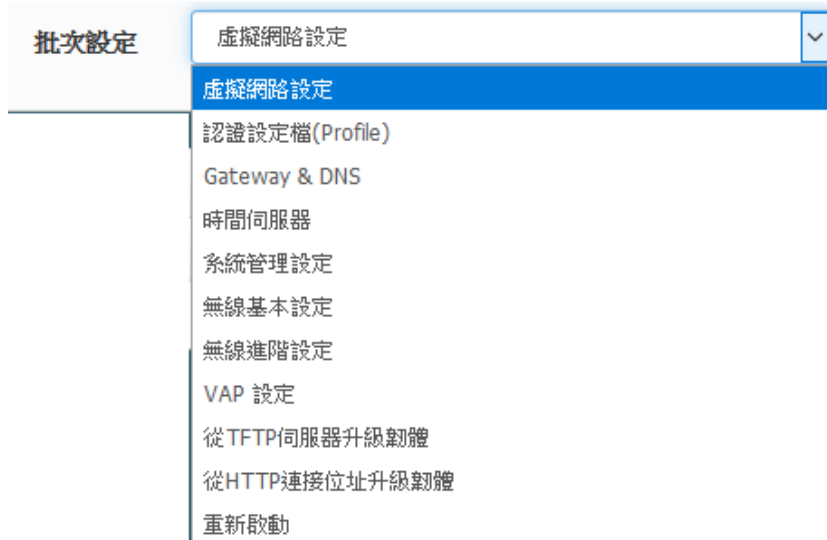 批次設定
虛擬網路設定
虛擬網路設定
認證設定檔(Profile)
Gateway & DNS
時間伺服器
系統管理設定
無線基本設定
無線進階設定
VAP 設定
從TFTP伺服器升級韌體
從HTTP連接位址升級韌體
重新啟動